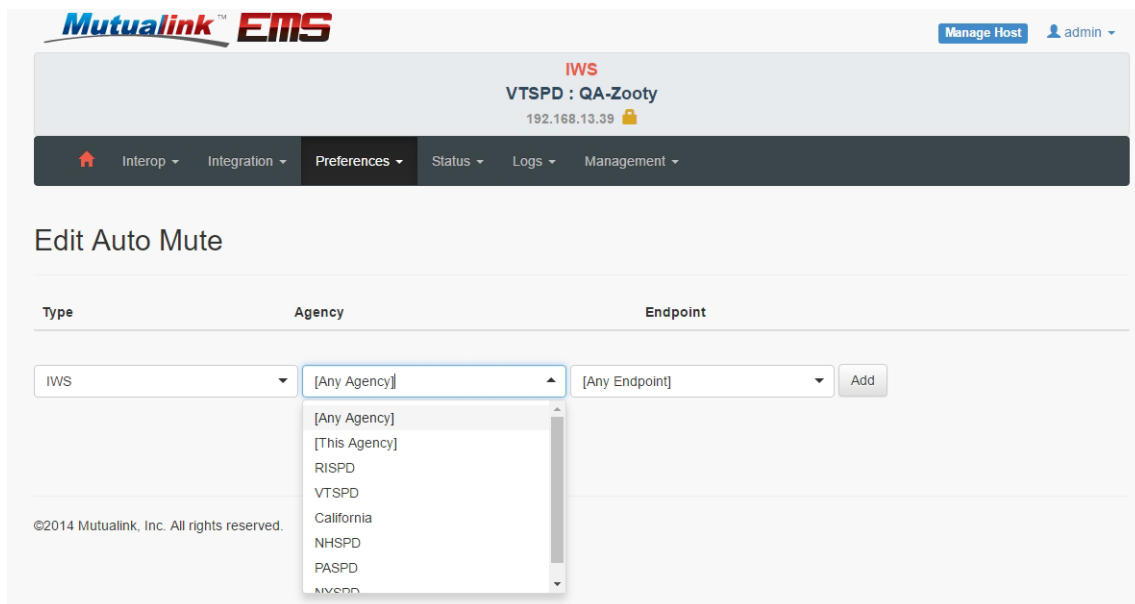 Mutualink™ EMS
Manage Host admin
IWS
VTSPD : QA-Zooty
192.168.13.39
Interop Integration Preferences Status Logs Management
Edit Auto Mute
Type Agency Endpoint
IWS [Any Agency] [Any Endpoint] Add
[Any Agency]
[This Agency]
RISPD
VTSPD
California
NHSPD
PASPD
NYSPD
©2014 Mutualink, Inc. All rights reserved.